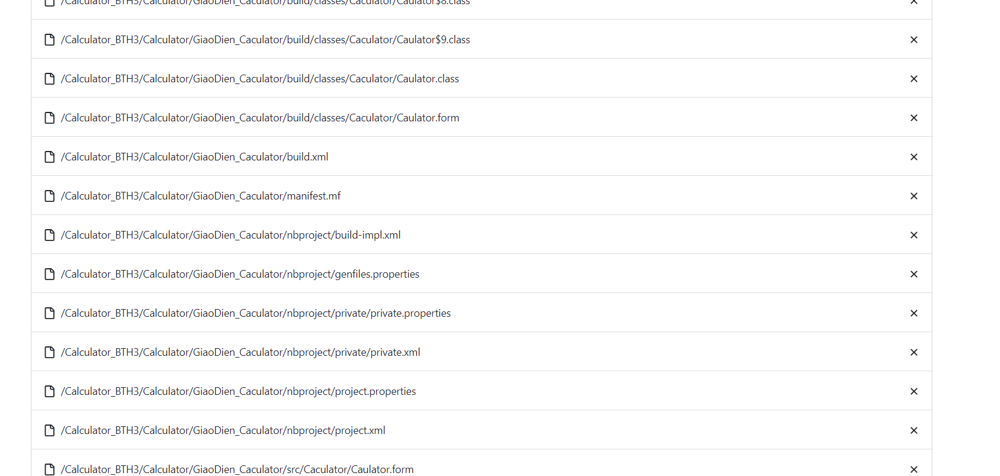 /Calculator_BTH3/Calculator/GiaoDien_Caculator/build/classes/Caculator/Caulator$8.class
/Calculator_BTH3/Calculator/GiaoDien_Caculator/build/classes/Caculator/Caulator$9.class
/Calculator_BTH3/Calculator/GiaoDien_Caculator/build/classes/Caculator/Caulator.class
/Calculator_BTH3/Calculator/GiaoDien_Caculator/build/classes/Caculator/Caulator.form
/Calculator_BTH3/Calculator/GiaoDien_Caculator/build.xml
/Calculator_BTH3/Calculator/GiaoDien_Caculator/manifest.mf
/Calculator_BTH3/Calculator/GiaoDien_Caculator/nbproject/build-impl.xml
/Calculator_BTH3/Calculator/GiaoDien_Caculator/nbproject/genfiles.properties
/Calculator_BTH3/Calculator/GiaoDien_Caculator/nbproject/private/private.properties
/Calculator_BTH3/Calculator/GiaoDien_Caculator/nbproject/private/private.xml
/Calculator_BTH3/Calculator/GiaoDien_Caculator/nbproject/project.properties
/Calculator_BTH3/Calculator/GiaoDien_Caculator/nbproject/project.xml
/Calculator_BTH3/Calculator/GiaoDien_Caculator/src/Caculator/Caulator.form